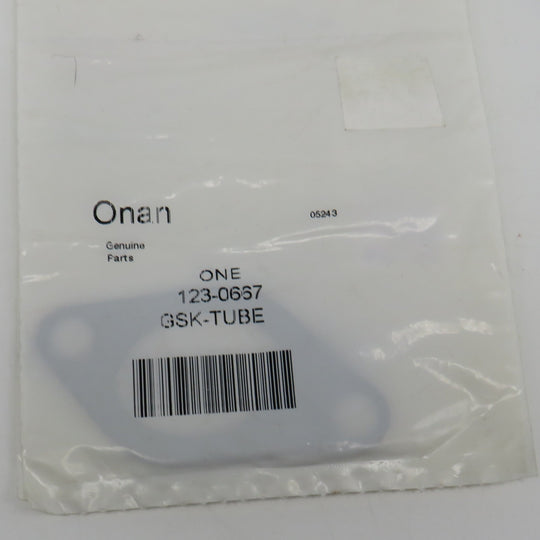 Onan
05243
Genuine
Parts
ONE
123-0667
GSK-TUBE